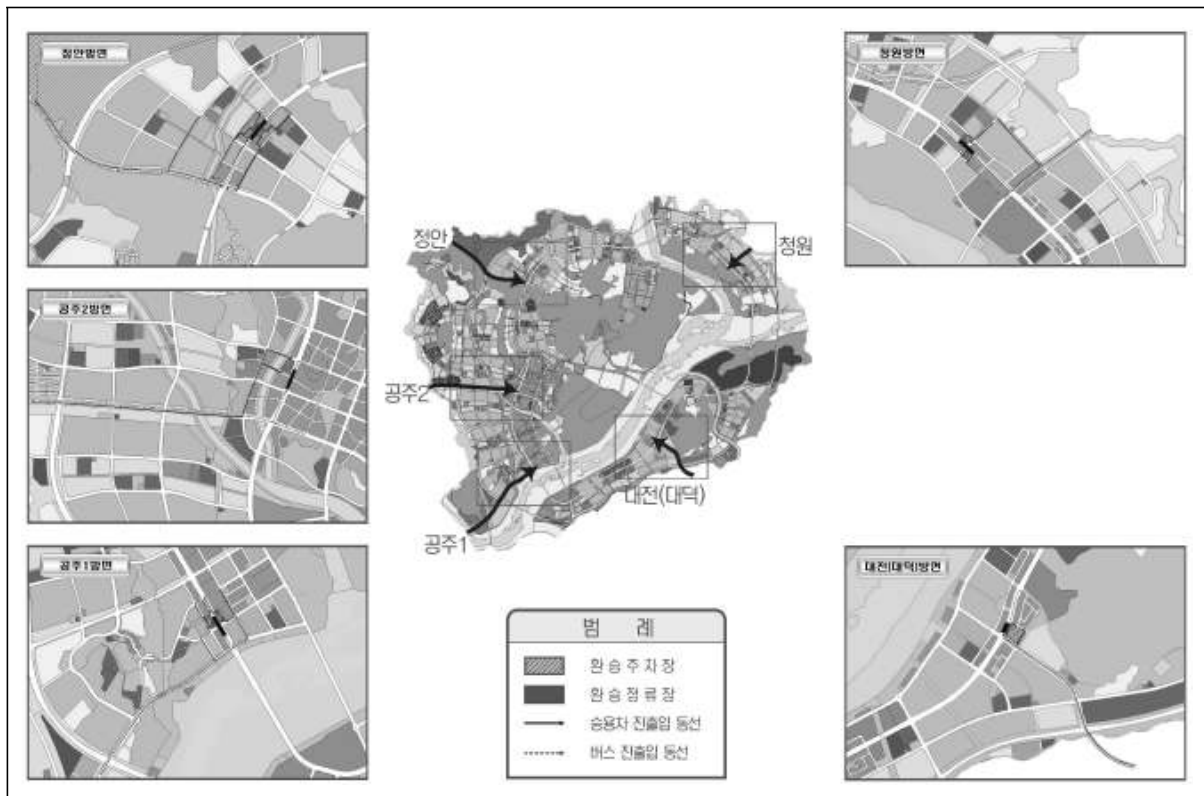 정안방면
청원방면
정안
청원
공주2방면
공주2
대전(대덕)
공주1
공주1방면
대전(대덕)방면
범 례
환승주차장
환승정류장
승용차 진출입 동선
버스 진출입 동선